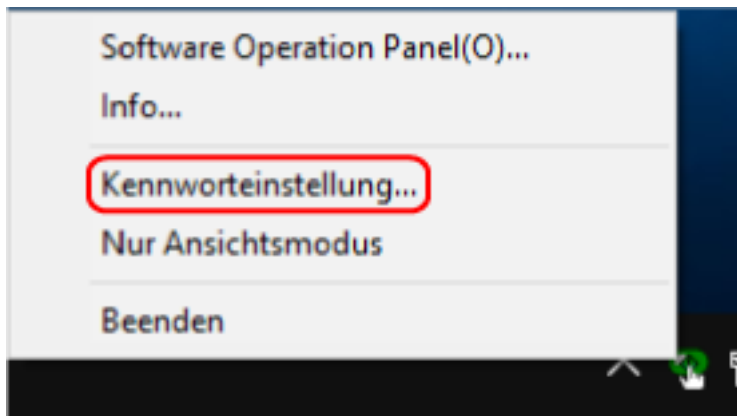 Software Operation Panel(O)...
Info...
Kennworteinstellung...
Nur Ansichtsmodus
Beenden